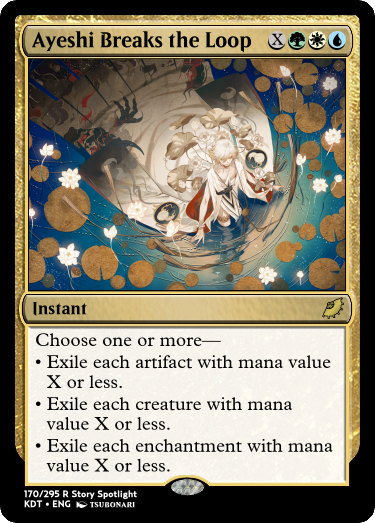 Ayeshi Breaks the Loop X
Instant
Choose one or more—
• Exile each artifact with mana value
X or less.
• Exile each creature with mana
value X or less.
• Exile each enchantment with mana
value X or less.
170/295 R Story Spotlight
KDT • ENG TSUBONARI